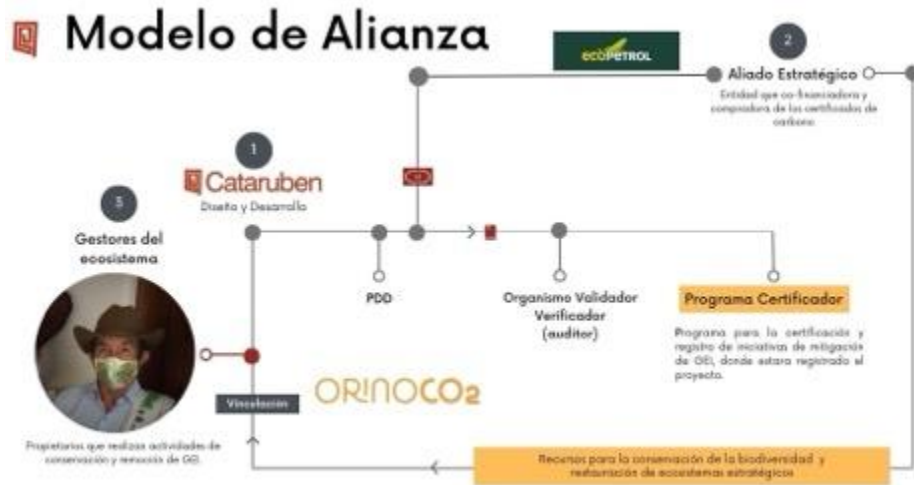 Modelo de Alianza
ecopetrol
2
Aliado Estratégico
Entidad que co-financiadora y
compradora de los certificados de
carbono.
1
Cataruben
Diseño y Desarrollo
3
Gestores del
ecosistema
PDD
Organismo Validador
Verificador
(auditor)
Programa Certificador
Programa para la certificación y
registro de iniciativas de mitigación
de GEI, donde estara registrado el
proyecto.
Vinculación
ORINOCO2
Propietarios que realizan actividades de
conservación y remoción de GEI.
Recursos para la conservación de la biodiversidad y
restauración de ecosistemas estratégicos